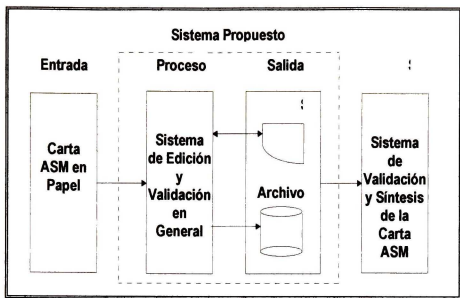 Sistema Propuesto
Entrada
Proceso
Salida
Carta
ASM en
Papel
Sistema
de Edición
y
Validación
en
General
Archivo
Sistema
de
Validación
y Síntesis
de la
Carta
ASM